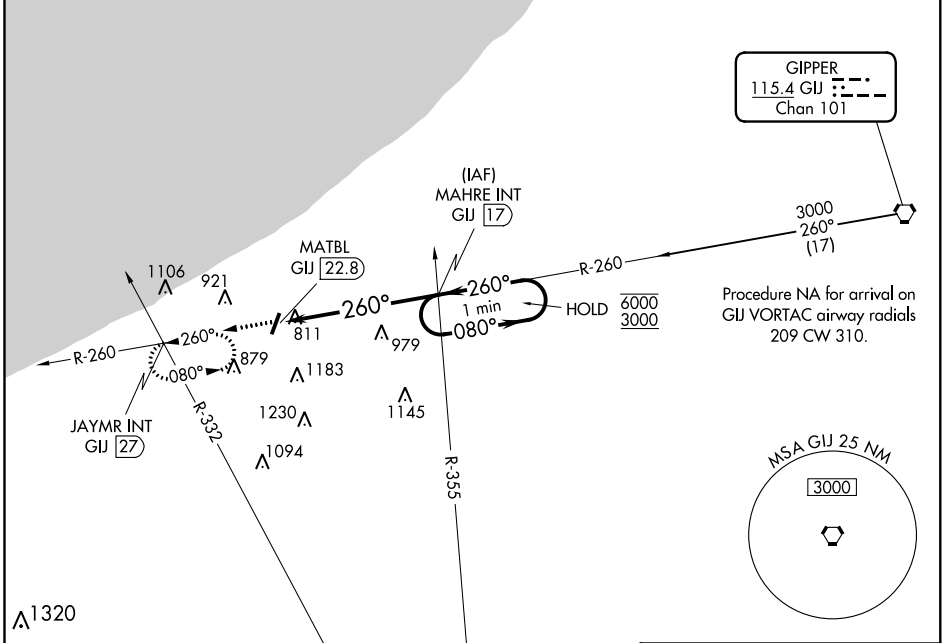 GIPPER
115.4 GIJ
Chan 101
(IAF)
MAHRE INT
GIJ 17
3000
260°
(17)
R-260
MATBL
GIJ 22.8
1106
921
260°
1 min
080°
HOLD
6000
3000
Procedure NA for arrival on
GIJ VORTAC airway radials
209 CW 310.
260°
811
979
R-260
260°
080°
879
1183
1145
1230
1094
JAYMR INT
GIJ 27
R-332
R-355
MSA GIJ 25 NM
3000
1320